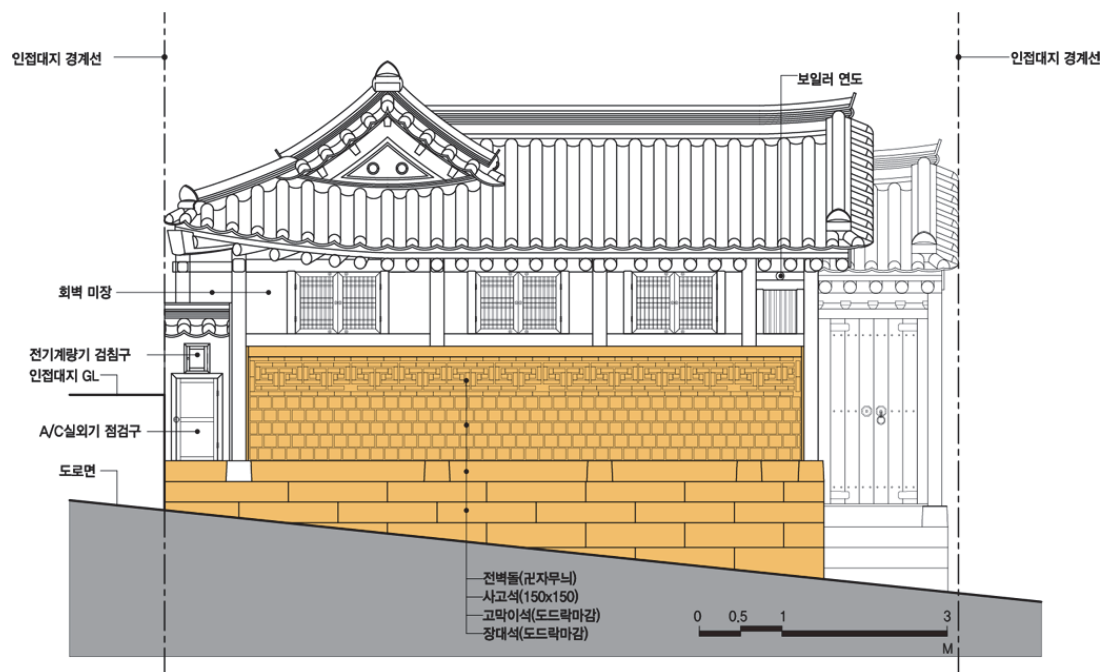 인접대지 경계선
인접대지 경계선
보일러 연도
회벽 미장
전기계량기 검침구
인접대지 GL
A/C실외기 점검구
도로면
전벽돌(卍자무늬)
사고석(150x150)
고막이석(도드락마감)
장대석(도드락마감)
0 0.5 1 3
M